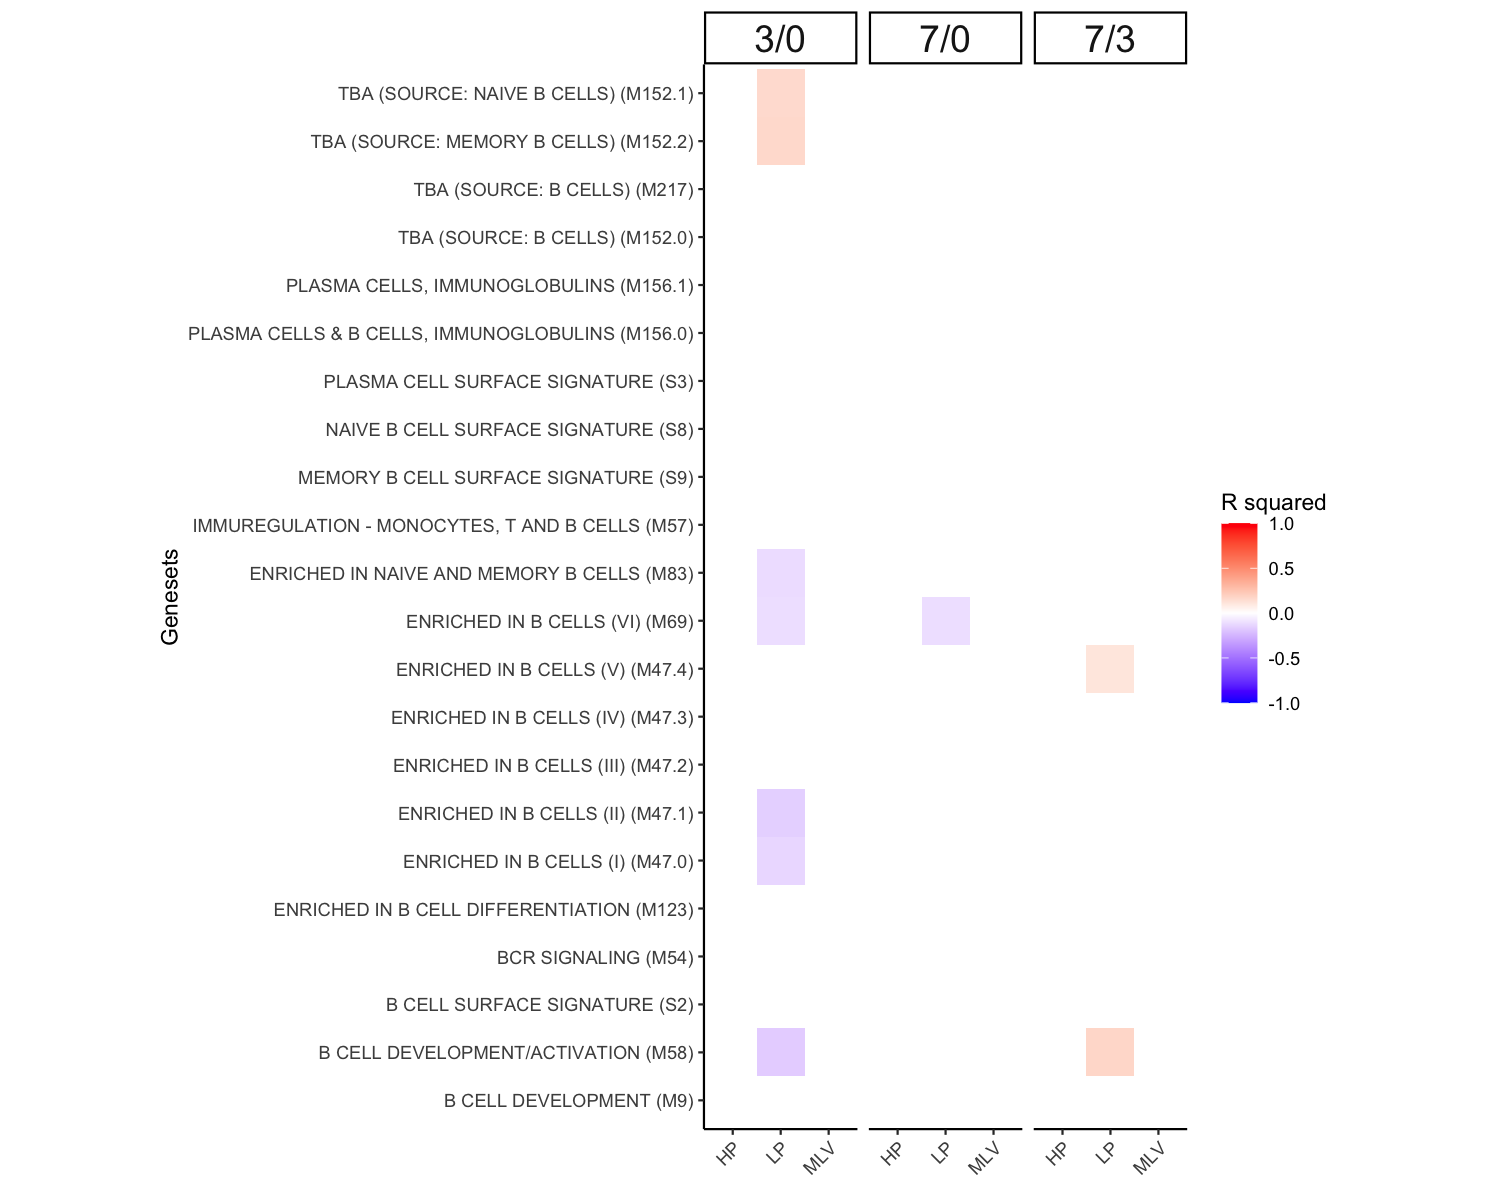 3/0 7/0 7/3
TBA (SOURCE: NAIVE B CELLS) (M152.1)
TBA (SOURCE: MEMORY B CELLS) (M152.2)
TBA (SOURCE: B CELLS) (M217)
TBA (SOURCE: B CELLS) (M152.0)
PLASMA CELLS, IMMUNOGLOBULINS (M156.1)
PLASMA CELLS & B CELLS, IMMUNOGLOBULINS (M156.0)
PLASMA CELL SURFACE SIGNATURE (S3)
NAIVE B CELL SURFACE SIGNATURE (S8)
MEMORY B CELL SURFACE SIGNATURE (S9)
IMMUREGULATION - MONOCYTES, T AND B CELLS (M57)
ENRICHED IN NAIVE AND MEMORY B CELLS (M83)
ENRICHED IN B CELLS (VI) (M69)
ENRICHED IN B CELLS (V) (M47.4)
ENRICHED IN B CELLS (IV) (M47.3)
ENRICHED IN B CELLS (III) (M47.2)
ENRICHED IN B CELLS (II) (M47.1)
ENRICHED IN B CELLS (I) (M47.0)
ENRICHED IN B CELL DIFFERENTIATION (M123)
BCR SIGNALING (M54)
B CELL SURFACE SIGNATURE (S2)
B CELL DEVELOPMENT/ACTIVATION (M58)
B CELL DEVELOPMENT (M9)
Genesets
HP LP MLV HP LP MLV HP LP MLV
R squared
1.0
0.5
0.0
-0.5
-1.0